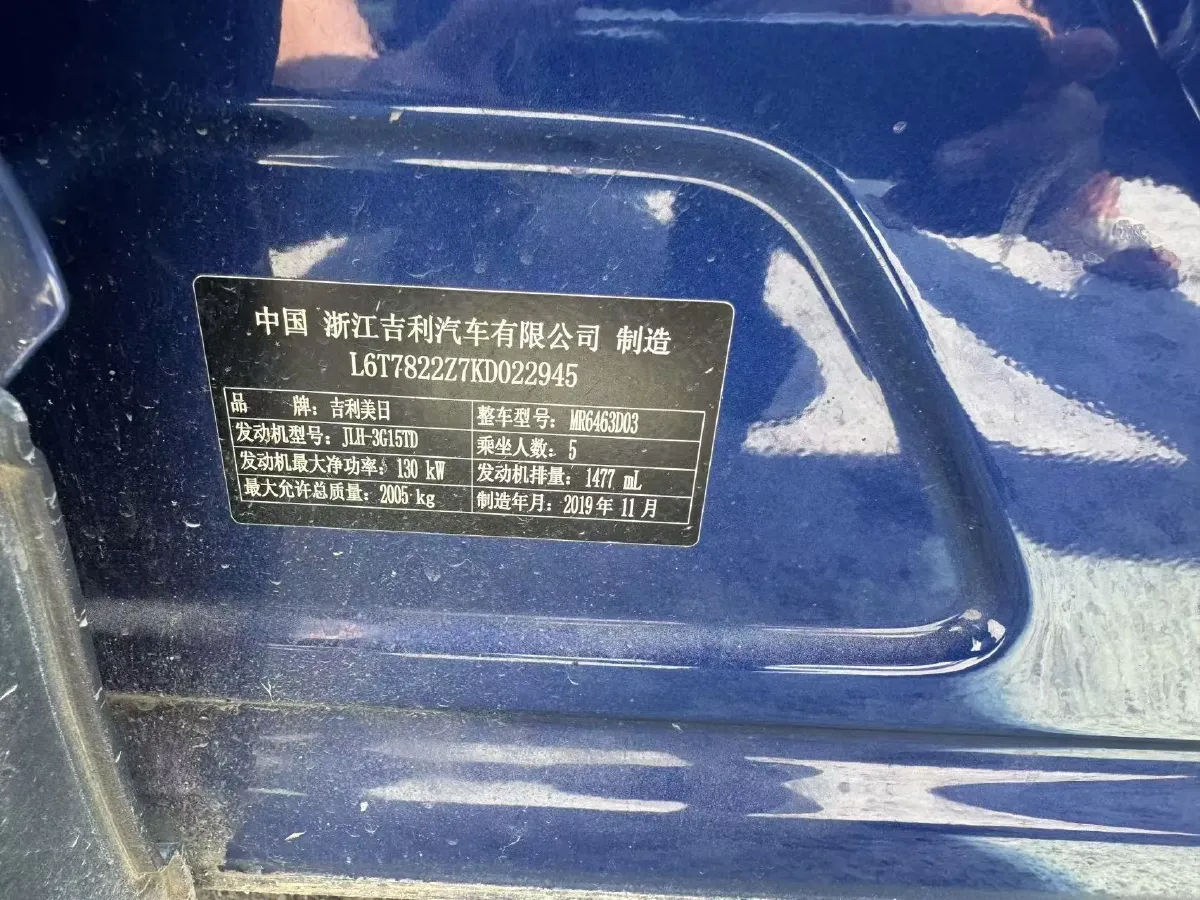 中国 浙江吉利汽车有限公司 制造
L6T7822Z7KD022945
品 牌：吉利美日 整车型号：MR6463D03
发动机型号：JLH-3G15TD 乘坐人数：5
发动机最大净功率：130 kW 发动机排量：1477 mL
最大允许总质量：2005 kg 制造年月：2019 年 11 月